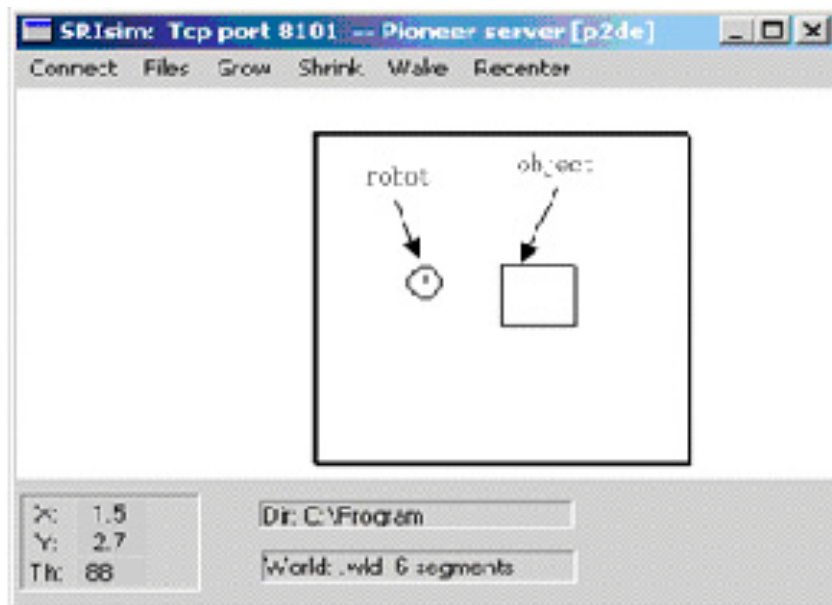 SRIsim: Tcp port 8101 -- Pioneer server [p2de]
Connect Files Grow Shrink Wake Recenter
robot
object
X: 1.5
Y: 2.7
Th: 88
Dir: C:\Program
World: .wld 6 segments